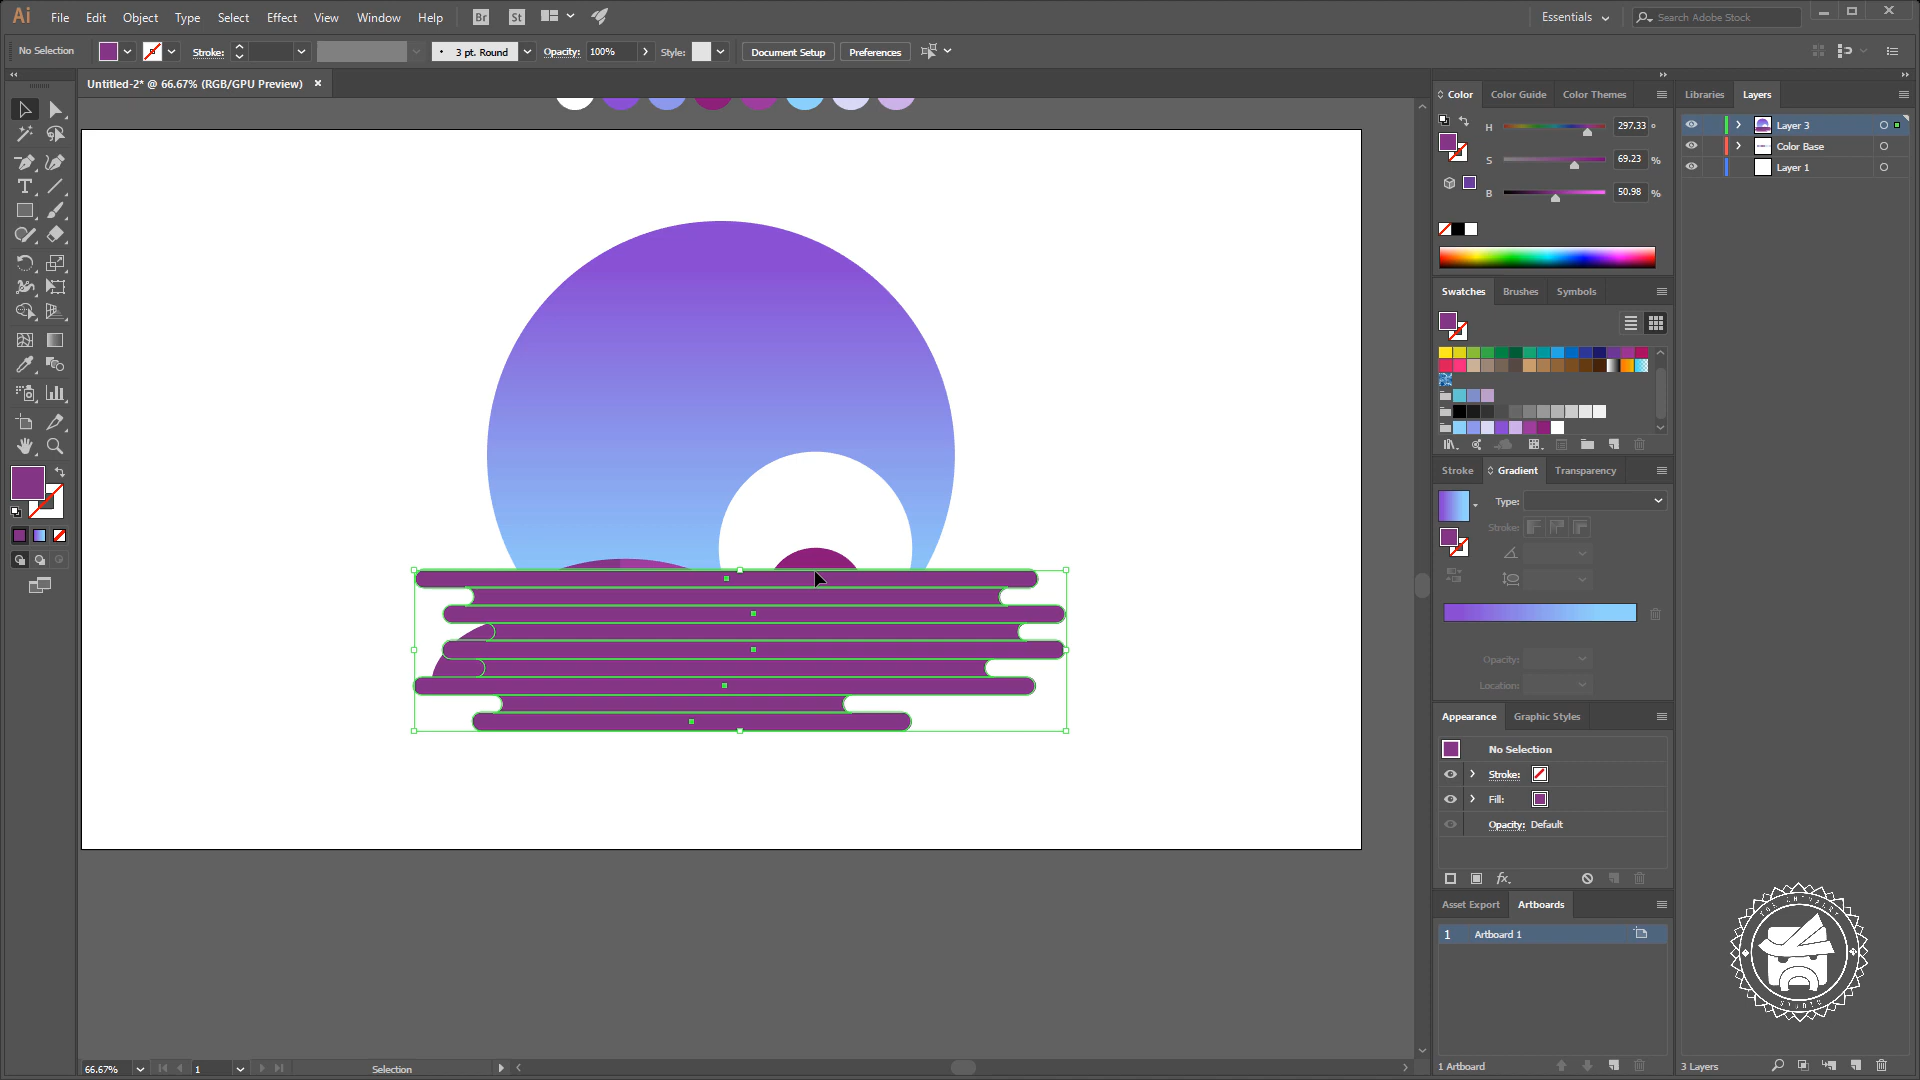 Ai File Edit Object Type Select Effect View Window Help Br St Essentials Search Adobe Stock
No Selection Stroke: 3 pt. Round Opacity: 100% Style: Document Setup Preferences
Untitled-2* @ 66.67% (RGB/GPU Preview)
Color Color Guide Color Themes
H 297.33 °
S 69.23 %
B 50.98 %
Swatches Brushes Symbols
Stroke Gradient Transparency
Type:
Stroke:
Opacity:
Location:
Appearance Graphic Styles
No Selection
Stroke:
Fill:
Opacity: Default
fx.
Asset Export Artboards
1 Artboard 1
1 Artboard
Libraries Layers
Layer 3
Color Base
Layer 1
3 Layers
66.67% 1 Selection